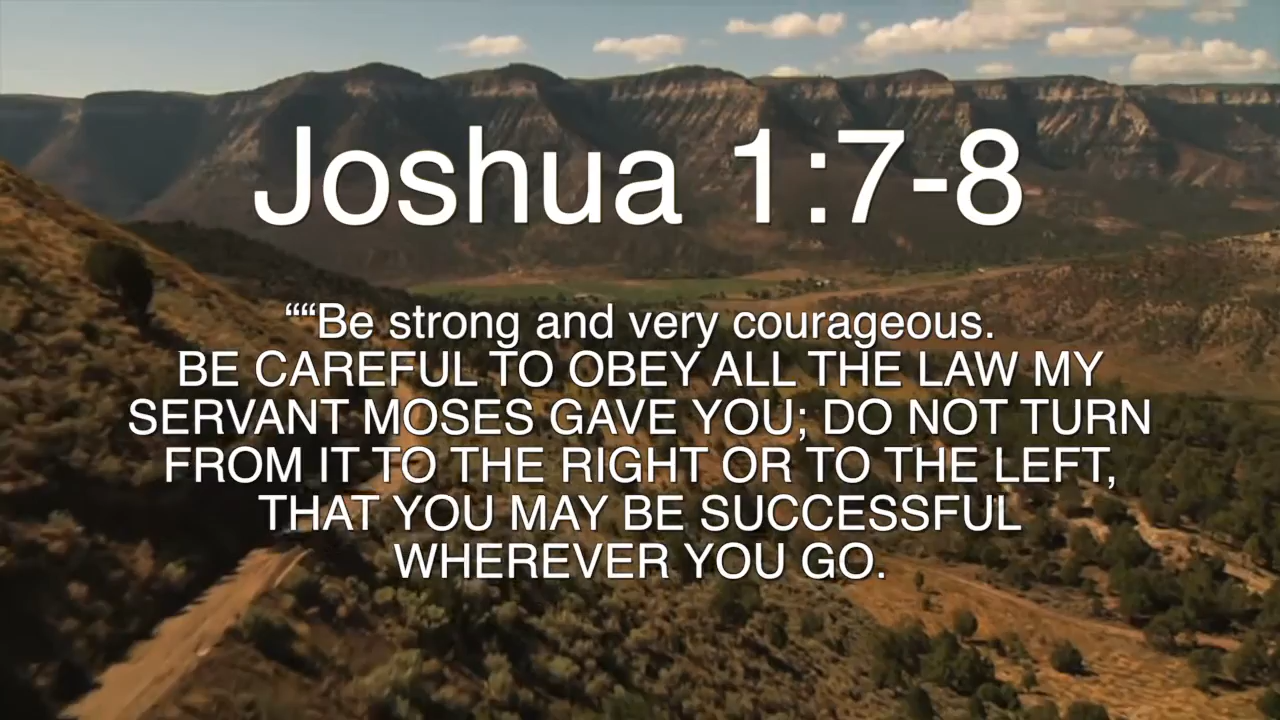 Joshua 1:7-8
““Be strong and very courageous.
BE CAREFUL TO OBEY ALL THE LAW MY
SERVANT MOSES GAVE YOU; DO NOT TURN
FROM IT TO THE RIGHT OR TO THE LEFT,
THAT YOU MAY BE SUCCESSFUL
WHEREVER YOU GO.